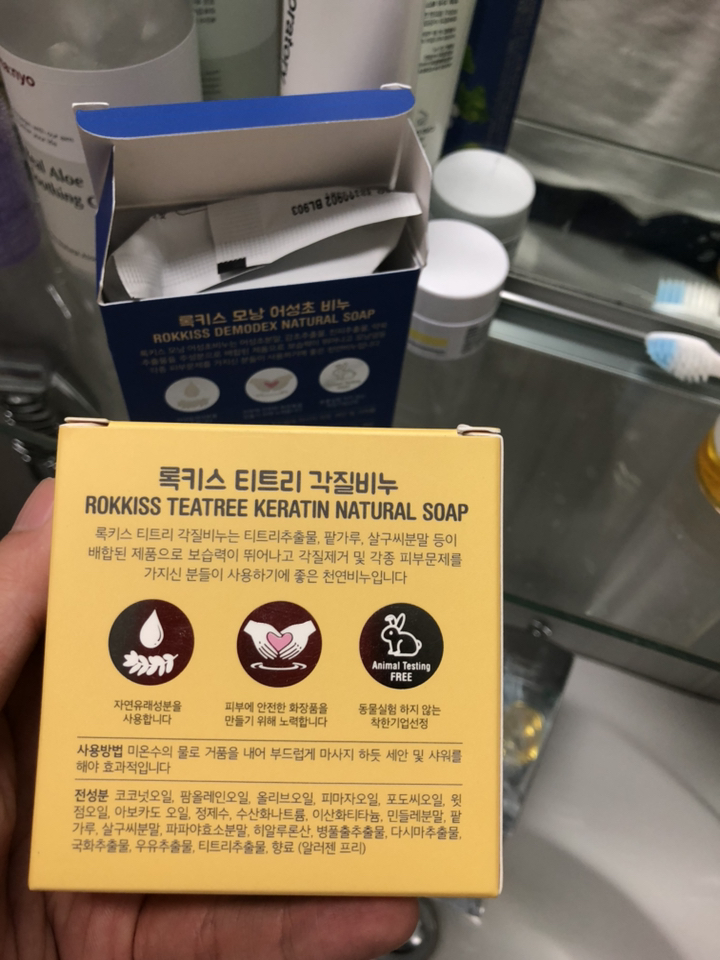 eal Aloe
oothing
BL903
록키스 모낭 어성초 비누
ROKKISS DEMODEX NATURAL SOAP
록키스 티트리 각질비누
ROKKISS TEATREE KERATIN NATURAL SOAP
록키스 티트리 각질비누는 티트리추출물, 팥가루, 살구씨분말 등이
배합된 제품으로 보습력이 뛰어나고 각질제거 및 각종 피부문제를
가지신 분들이 사용하기에 좋은 천연비누입니다
Animal Testing
FREE
자연유래성분을
사용합니다
피부에 안전한 화장품을
만들기 위해 노력합니다
동물실험 하지 않는
착한기업선정
사용방법 미온수의 물로 거품을 내어 부드럽게 마사지 하듯 세안 및 샤워를
해야 효과적입니다
전성분 코코넛오일, 팜올레인오일, 올리브오일, 피마자오일, 포도씨오일, 윗
점오일, 아보카도 오일, 정제수, 수산화나트륨, 이산화티타늄, 민들레분말, 팥
가루, 살구씨분말, 파파야효소분말, 히알루론산, 병풀출추출물, 다시마추출물,
국화추출물, 우유추출물, 티트리추출물, 향료 (알러젠 프리)